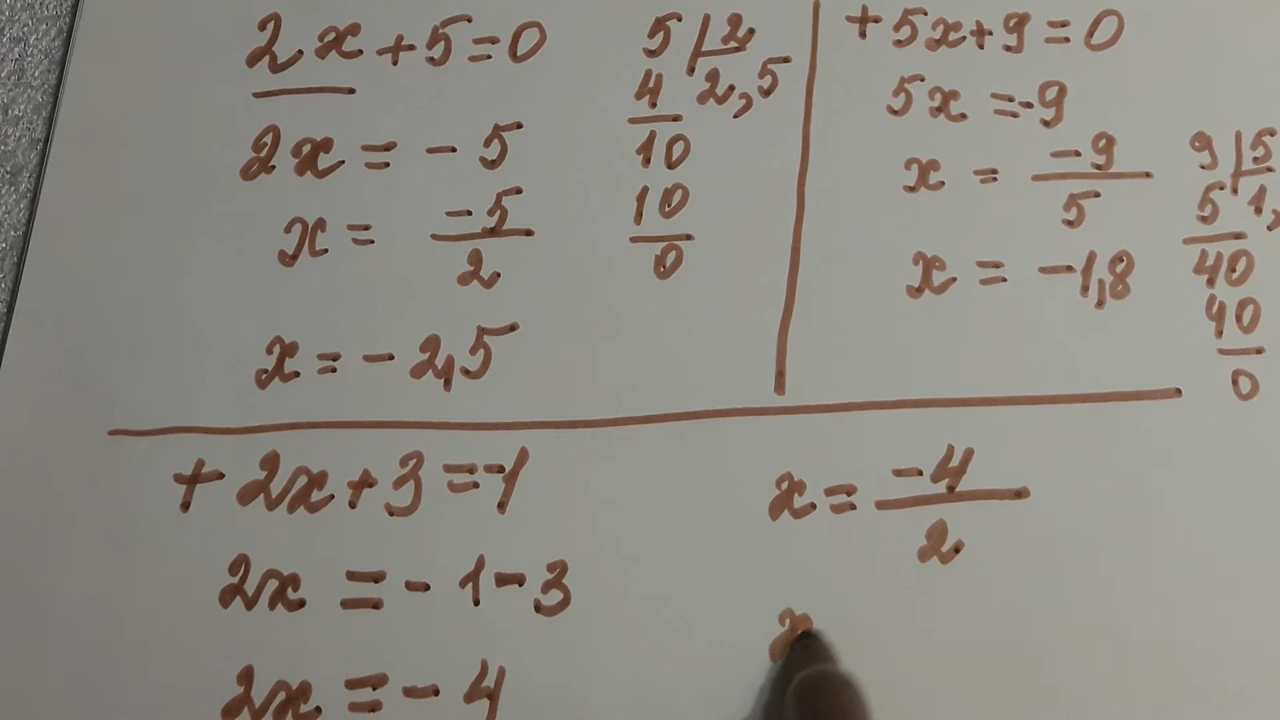 2x+5=0
2x = -5
x = -5
2
x = -2,5
5 2
4 2,5
10
10
0
+5x+9=0
5x =-9
x = -9
5
x = -1,8
9 5
5 1,
40
40
0
+2x+3=-1
2x = -1-3
2x = -4
x = -4
2
x